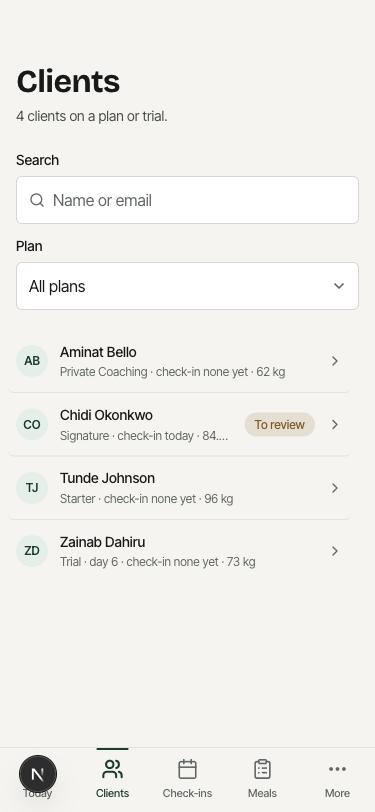 Clients
4 clients on a plan or trial.
Search
Name or email
Plan
All plans
AB
Aminat Bello
Private Coaching · check-in none yet · 62 kg
CO
Chidi Okonkwo
Signature · check-in today · 84....
To review
TJ
Tunde Johnson
Starter · check-in none yet · 96 kg
ZD
Zainab Dahiru
Trial · day 6 · check-in none yet · 73 kg
N
Today
Clients
Check-ins
Meals
More